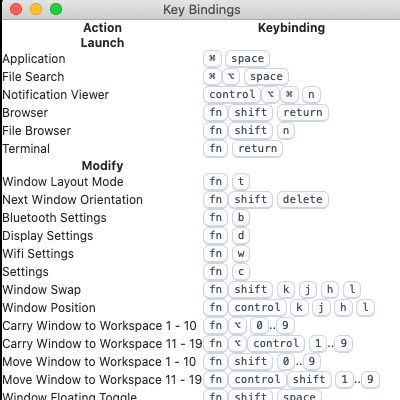 Key Bindings
Action Keybinding
Launch
Application ⌘ space
File Search ⌘ ⌥ space
Notification Viewer control ⌥ ⌘ n
Browser fn shift return
File Browser fn shift n
Terminal fn return
Modify
Window Layout Mode fn t
Next Window Orientation fn shift delete
Bluetooth Settings fn b
Display Settings fn d
Wifi Settings fn w
Settings fn c
Window Swap fn shift k j h l
Window Position fn control k j h l
Carry Window to Workspace 1 - 10 fn ⌥ 0..9
Carry Window to Workspace 11 - 19 fn ⌥ control 1..9
Move Window to Workspace 1 - 10 fn shift 0..9
Move Window to Workspace 11 - 19 fn control shift 1..9
Window Floating Toggle fn shift space